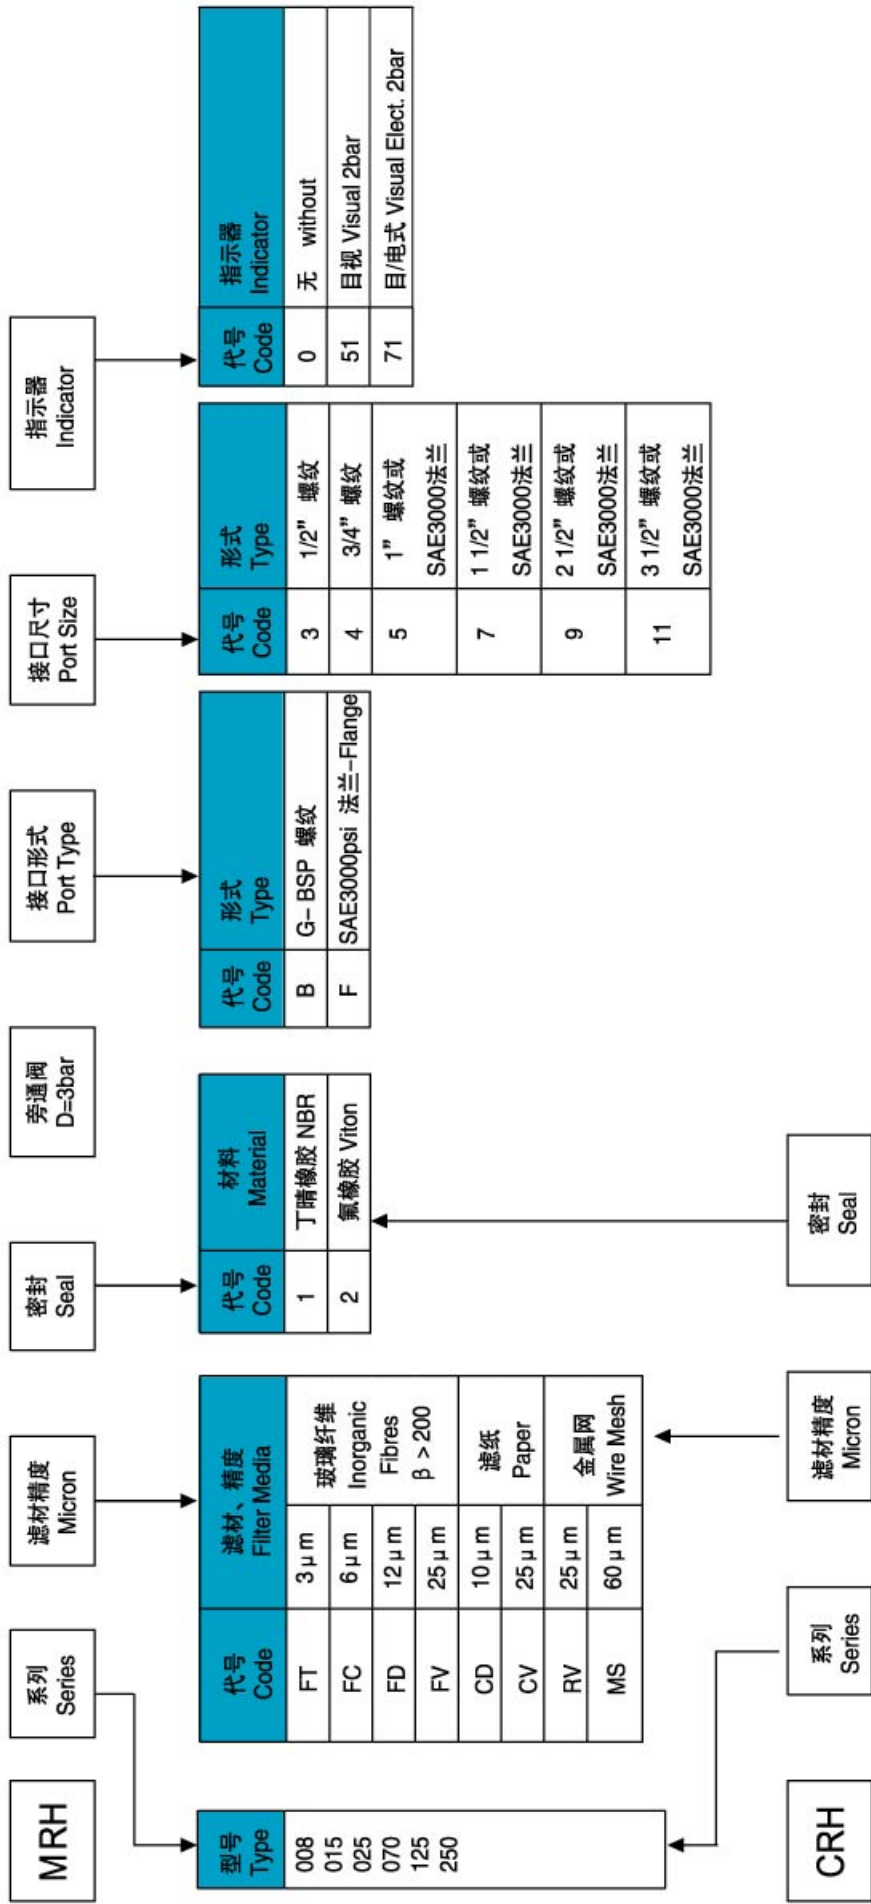 MRH
系列
Series
滤材精度
Micron
密封
Seal
旁通阀
D=3bar
接口形式
Port Type
接口尺寸
Port Size
指示器
Indicator
型号
Type
008
015
025
070
125
250
代号
Code
滤材、精度
Filter Media
FT
3μm
FC
6μm
FD
12μm
FV
25μm
玻璃纤维
Inorganic
Fibres
β>200
CD
10μm
CV
25μm
滤纸
Paper
RV
25μm
MS
60μm
金属网
Wire Mesh
代号
Code
材料
Material
1
丁晴橡胶 NBR
2
氟橡胶 Viton
代号
Code
形式
Type
B
G- BSP 螺纹
F
SAE3000psi 法兰-Flange
代号
Code
形式
Type
3
1/2" 螺纹
4
3/4" 螺纹
5
1" 螺纹或
SAE3000法兰
7
1 1/2" 螺纹或
SAE3000法兰
9
2 1/2" 螺纹或
SAE3000法兰
11
3 1/2" 螺纹或
SAE3000法兰
代号
Code
指示器
Indicator
0
无 without
51
目视 Visual 2bar
71
目/电式 Visual Elect. 2bar
CRH
系列
Series
滤材精度
Micron
密封
Seal